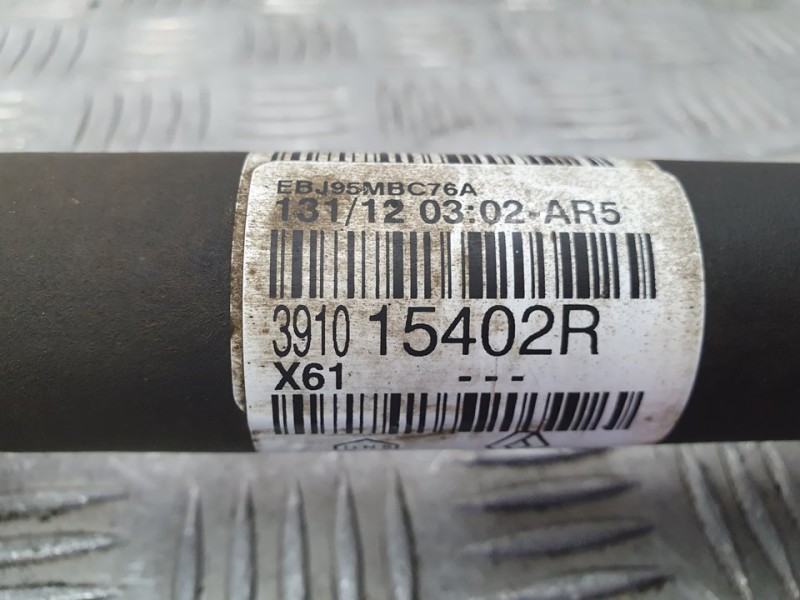 EBJ95MBC76A
131/12 03:02-AR5
3910 15402R
X61 ---